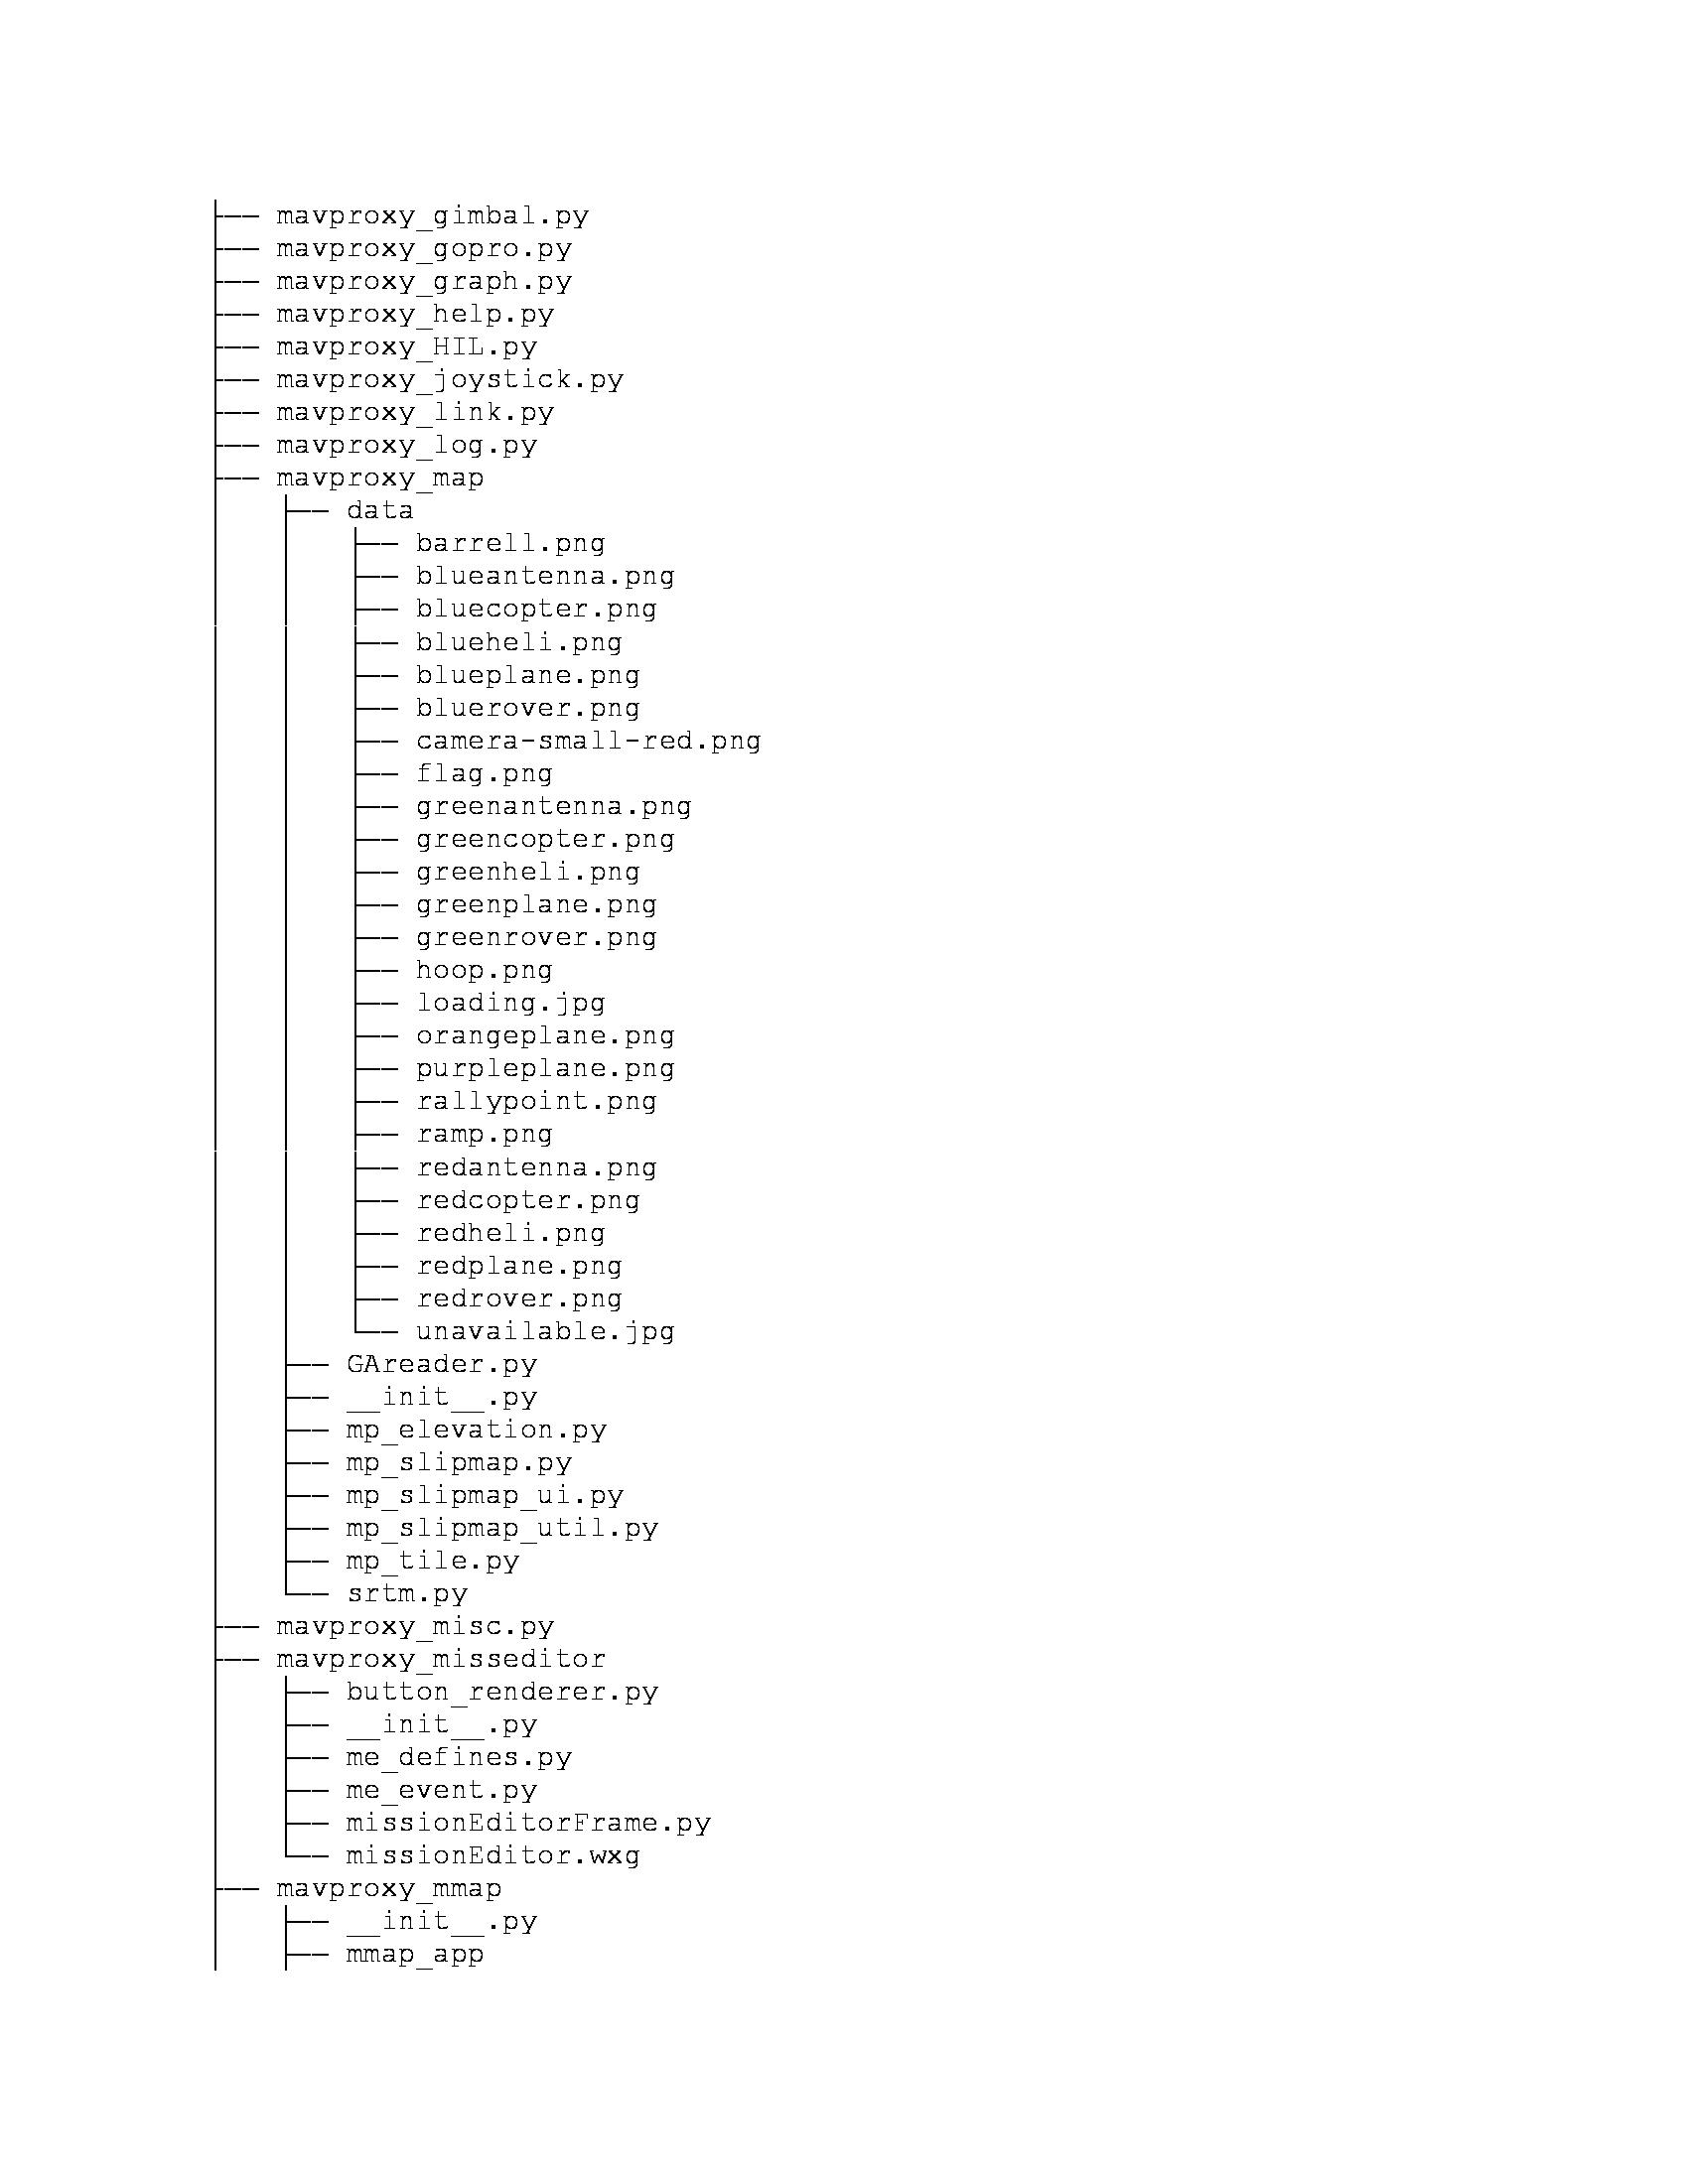 ├── mavproxy_gimbal.py
├── mavproxy_gopro.py
├── mavproxy_graph.py
├── mavproxy_help.py
├── mavproxy_HIL.py
├── mavproxy_joystick.py
├── mavproxy_link.py
├── mavproxy_log.py
├── mavproxy_map
│   ├── data
│   │   ├── barrell.png
│   │   ├── blueantenna.png
│   │   ├── bluecopter.png
│   │   ├── blueheli.png
│   │   ├── blueplane.png
│   │   ├── bluerover.png
│   │   ├── camera-small-red.png
│   │   ├── flag.png
│   │   ├── greenantenna.png
│   │   ├── greencopter.png
│   │   ├── greenheli.png
│   │   ├── greenplane.png
│   │   ├── greenrover.png
│   │   ├── hoop.png
│   │   ├── loading.jpg
│   │   ├── orangeplane.png
│   │   ├── purpleplane.png
│   │   ├── rallypoint.png
│   │   ├── ramp.png
│   │   ├── redantenna.png
│   │   ├── redcopter.png
│   │   ├── redheli.png
│   │   ├── redplane.png
│   │   ├── redrover.png
│   │   └── unavailable.jpg
│   ├── GAreader.py
│   ├── __init__.py
│   ├── mp_elevation.py
│   ├── mp_slipmap.py
│   ├── mp_slipmap_ui.py
│   ├── mp_slipmap_util.py
│   ├── mp_tile.py
│   └── srtm.py
├── mavproxy_misc.py
├── mavproxy_misseditor
│   ├── button_renderer.py
│   ├── __init__.py
│   ├── me_defines.py
│   ├── me_event.py
│   ├── missionEditorFrame.py
│   └── missionEditor.wxg
├── mavproxy_mmap
│   ├── __init__.py
│   ├── mmap_app